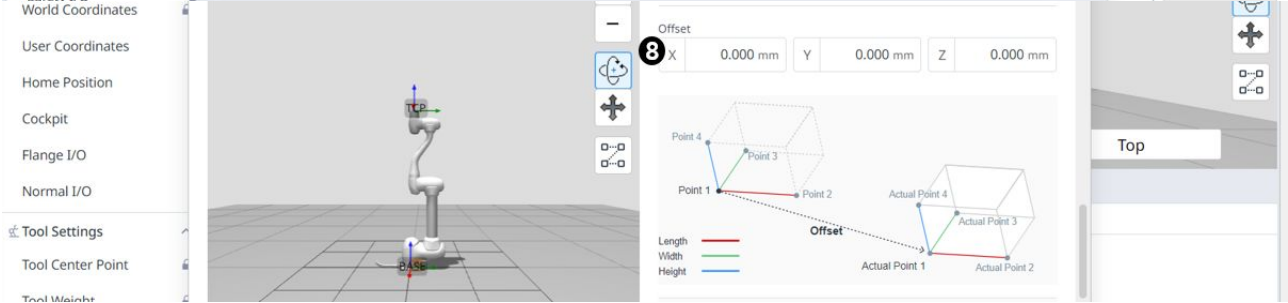 World Coordinates
User Coordinates
Home Position
Cockpit
Flange I/O
Normal I/O
Tool Settings
Tool Center Point
Tool Weight
TCP
BASE
Offset
8
X 0.000 mm Y 0.000 mm Z 0.000 mm
Point 4
Point 3
Point 1
Point 2
Offset
Actual Point 4
Actual Point 3
Actual Point 1
Actual Point 2
Length
Width
Height
Top